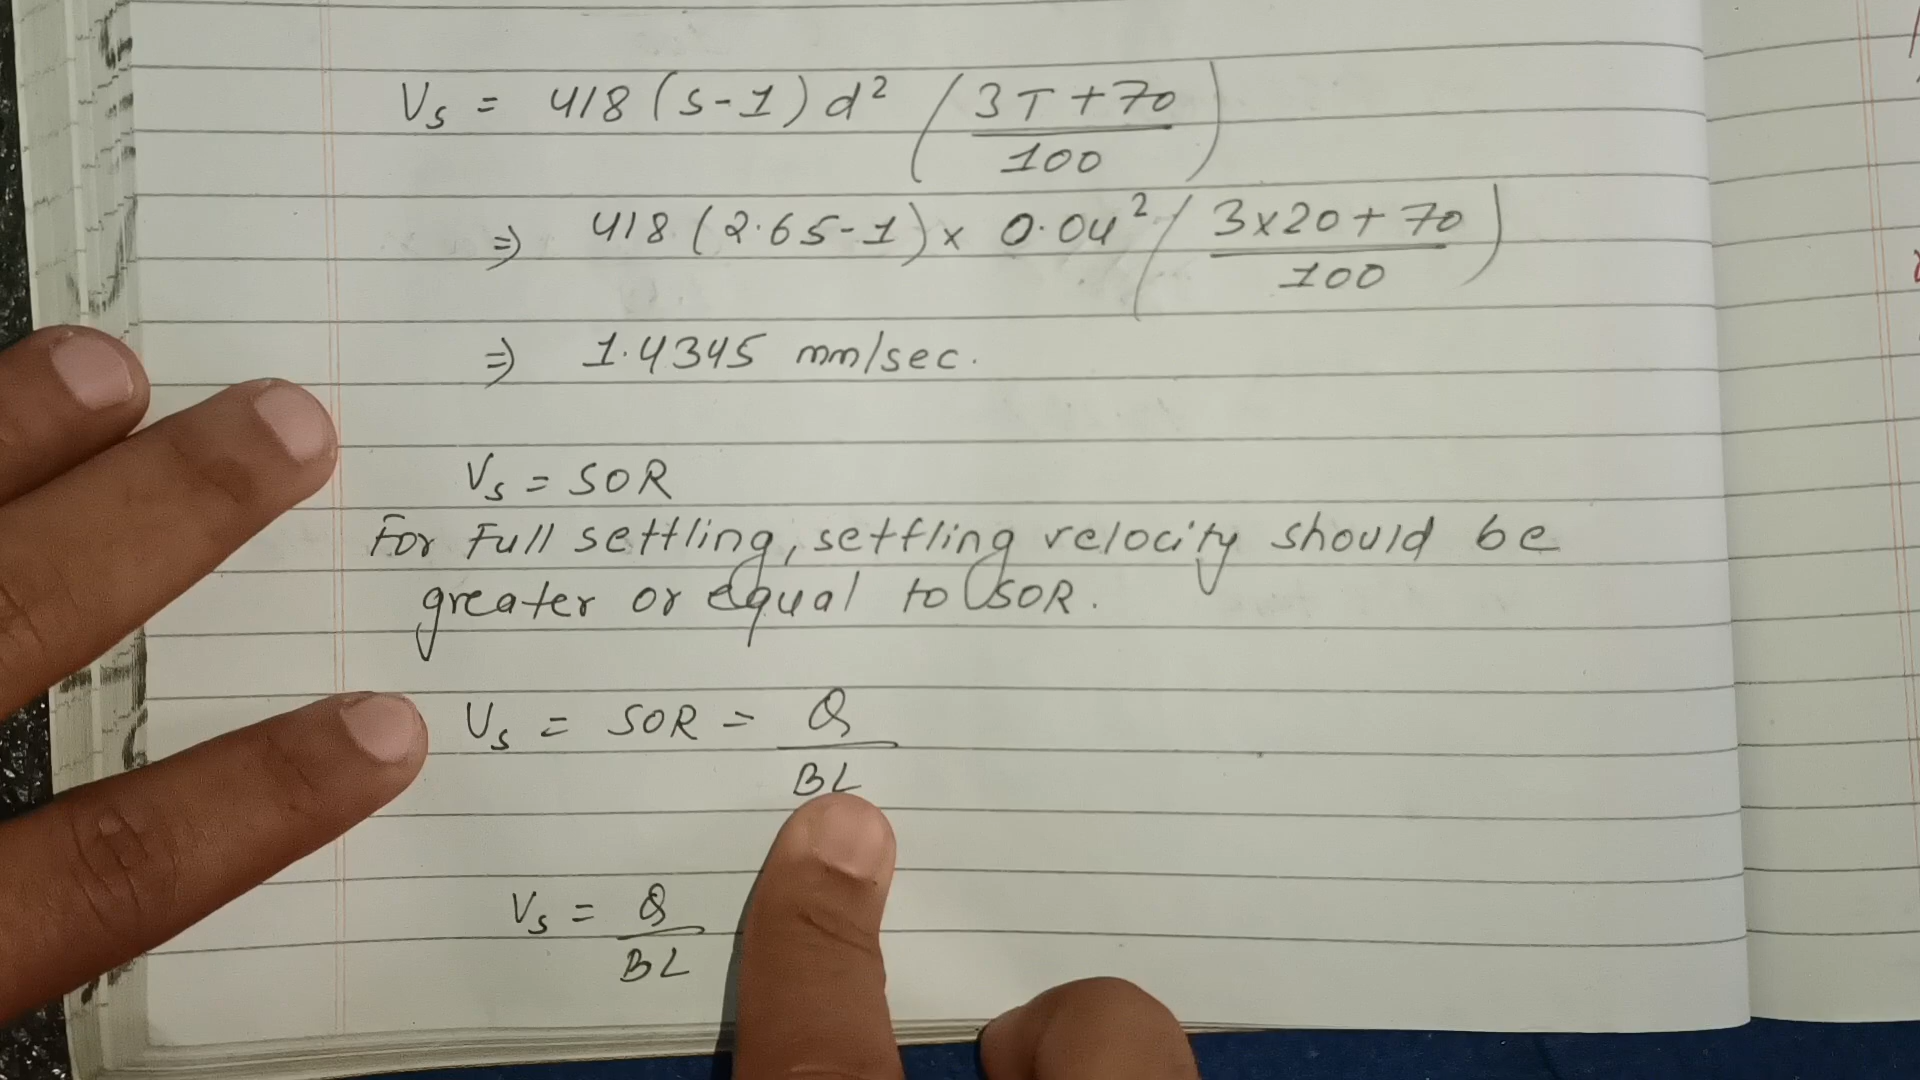 Vs = 418 (s-1) d² (3T+70 / 100)
⇒ 418 (2.65-1) x 0.04² (3x20+70 / 100)
⇒ 1.4345 mm/sec.
Vs = SOR
For Full settling, settling velocity should be
greater or equal to SOR.
Vs = SOR = Q / BL
Vs = Q / BL